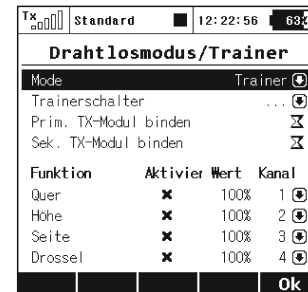 Tx Standard 12:22:56 63%
Drahtlosmodus/Trainer
Mode Trainer
Trainerschalter ...
Prim. TX-Modul binden
Sek. TX-Modul binden
Funktion Aktivier Wert Kanal
Quer 100% 1
Höhe 100% 2
Seite 100% 3
Drossel 100% 4
Ok